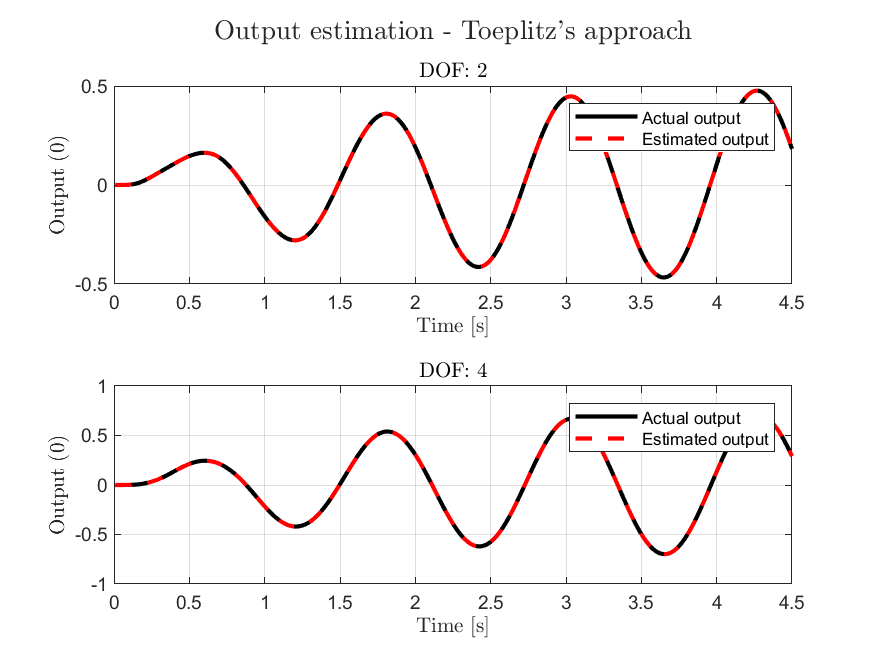 Output estimation - Toeplitz's approach
DOF: 2
0.5
0
-0.5
Output (0)
Actual output
Estimated output
0 0.5 1 1.5 2 2.5 3 3.5 4 4.5
Time [s]
DOF: 4
1
0.5
0
-0.5
-1
Output (0)
Actual output
Estimated output
0 0.5 1 1.5 2 2.5 3 3.5 4 4.5
Time [s]